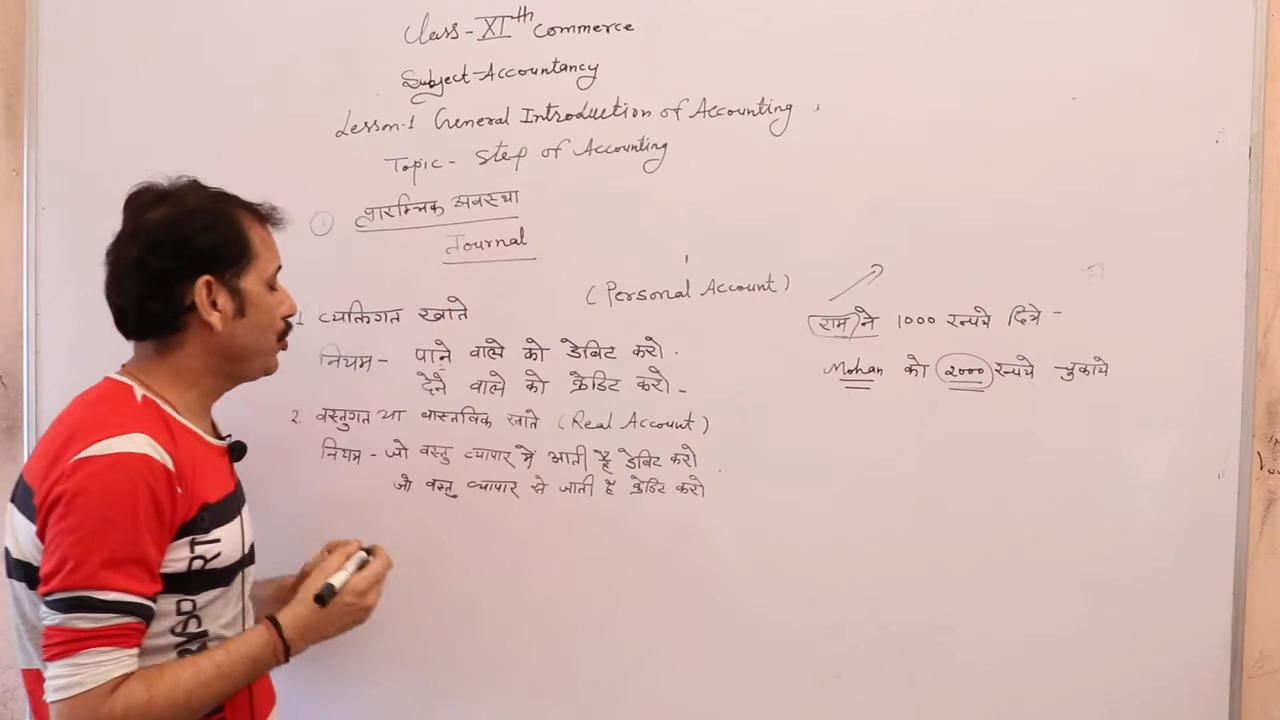 Class - XIth Commerce
Subject - Accountancy
Lesson-1 General Introduction of Accounting
Topic - Step of Accounting
1 प्रारम्भिक अवस्था
Journal
1 व्यक्तिगत खाते (Personal Account)
नियम - पाने वाले को डेबिट करो.
देने वाले को क्रेडिट करो -
2. वस्तुगत या वास्तविक खाते (Real Account)
नियम - जो वस्तु व्यापार में आती है डेबिट करो
जो वस्तु व्यापार से जाती है क्रेडिट करो
राम ने 1000 रूपये दिये -
Mohan को 2000 रूपये चुकाये